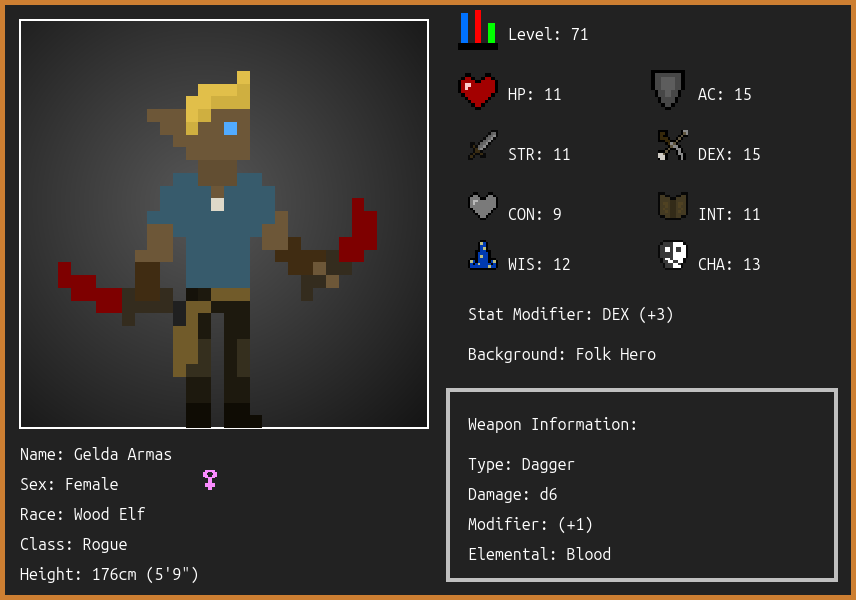 Level: 71
HP: 11
AC: 15
STR: 11
DEX: 15
CON: 9
INT: 11
WIS: 12
CHA: 13
Stat Modifier: DEX (+3)
Background: Folk Hero
Weapon Information:
Type: Dagger
Damage: d6
Modifier: (+1)
Elemental: Blood
Name: Gelda Armas
Sex: Female
Race: Wood Elf
Class: Rogue
Height: 176cm (5'9")